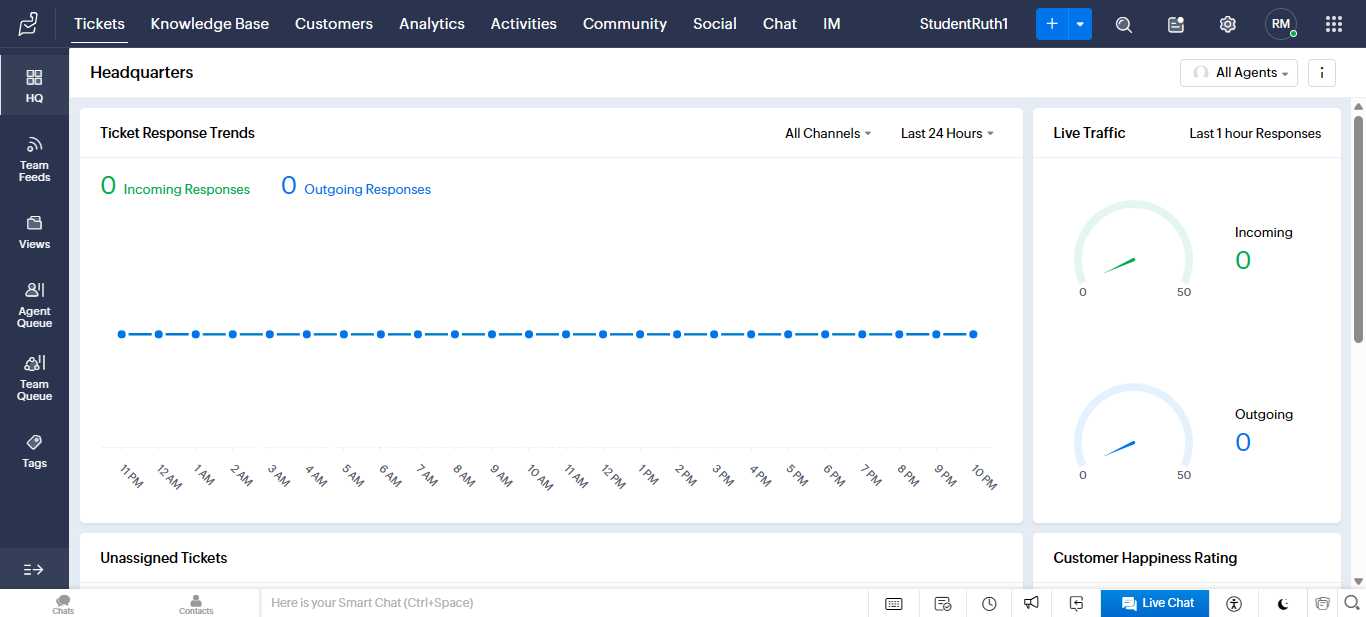 Tickets Knowledge Base Customers Analytics Activities Community Social Chat IM StudentRuth1 RM
HQ
Team
Feeds
Views
Agent
Queue
Team
Queue
Tags
Headquarters All Agents
Ticket Response Trends All Channels Last 24 Hours
0 Incoming Responses 0 Outgoing Responses
11 PM 12 AM 1 AM 2 AM 3 AM 4 AM 5 AM 6 AM 7 AM 8 AM 9 AM 10 AM 11 AM 12 PM 1 PM 2 PM 3 PM 4 PM 5 PM 6 PM 7 PM 8 PM 9 PM 10 PM
Live Traffic Last 1 hour Responses
Incoming
0
0 50
Outgoing
0
0 50
Unassigned Tickets
Customer Happiness Rating
Chats Contacts Here is your Smart Chat (Ctrl+Space) Live Chat